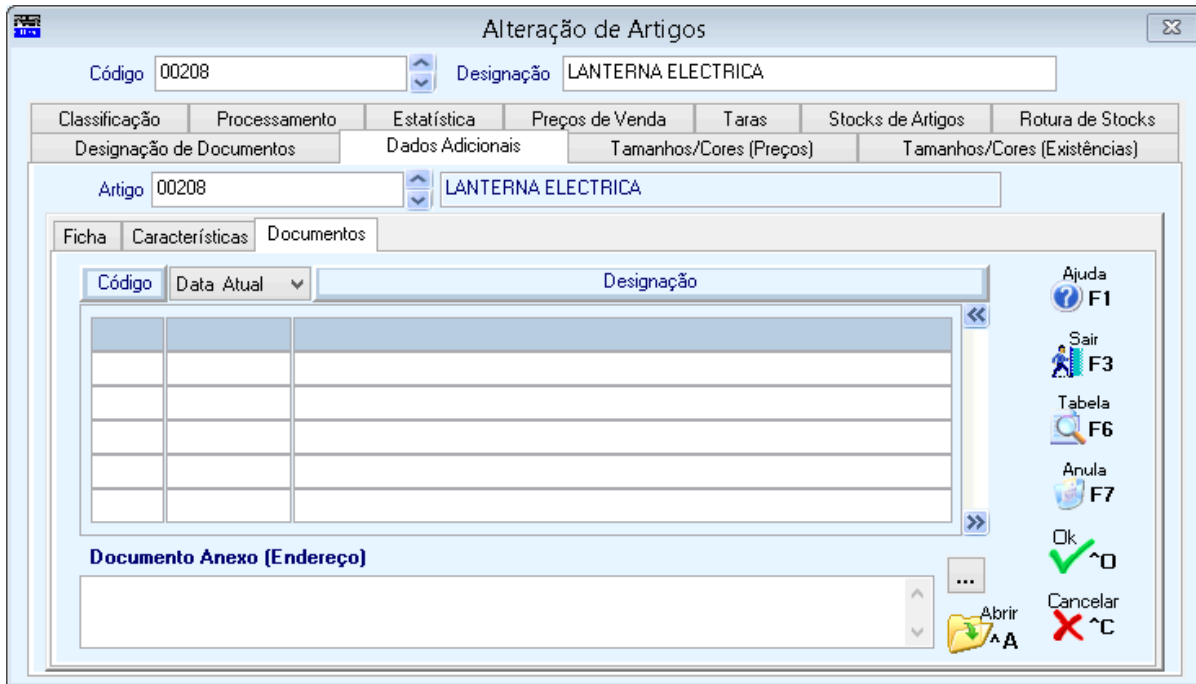 Alteração de Artigos
Código 00208 Designação LANTERNA ELECTRICA
Classificação Processamento Estatística Preços de Venda Taras Stocks de Artigos Rotura de Stocks
Designação de Documentos Dados Adicionais Tamanhos/Cores (Preços) Tamanhos/Cores (Existências)
Artigo 00208 LANTERNA ELECTRICA
Ficha Características Documentos
Código Data Atual Designação
Ajuda
F1
Sair
F3
Tabela
F6
Anula
F7
Documento Anexo (Endereço)
...
Ok
^O
Abrir
^A
Cancelar
^C